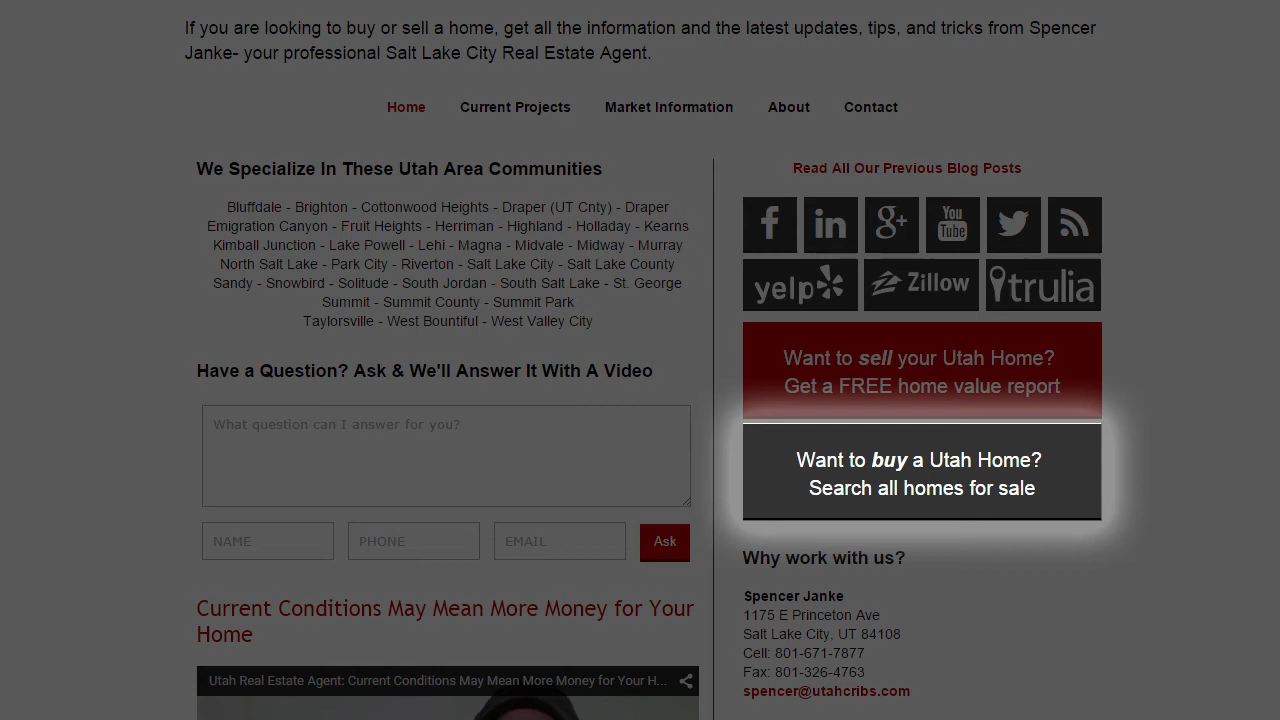 If you are looking to buy or sell a home, get all the information and the latest updates, tips, and tricks from Spencer
Janke- your professional Salt Lake City Real Estate Agent.
Home Current Projects Market Information About Contact
We Specialize In These Utah Area Communities
Bluffdale - Brighton - Cottonwood Heights - Draper (UT Cnty) - Draper
Emigration Canyon - Fruit Heights - Herriman - Highland - Holladay - Kearns
Kimball Junction - Lake Powell - Lehi - Magna - Midvale - Midway - Murray
North Salt Lake - Park City - Riverton - Salt Lake City - Salt Lake County
Sandy - Snowbird - Solitude - South Jordan - South Salt Lake - St. George
Summit - Summit County - Summit Park
Taylorsville - West Bountiful - West Valley City
Have a Question? Ask & We'll Answer It With A Video
What question can I answer for you?
NAME PHONE EMAIL Ask
Current Conditions May Mean More Money for Your
Home
Utah Real Estate Agent: Current Conditions May Mean More Money for Your H...
Read All Our Previous Blog Posts
f in g+ You Tube
yelp Zillow trulia
Want to sell your Utah Home?
Get a FREE home value report
Want to buy a Utah Home?
Search all homes for sale
Why work with us?
Spencer Janke
1175 E Princeton Ave
Salt Lake City, UT 84108
Cell: 801-671-7877
Fax: 801-326-4763
spencer@utahcribs.com